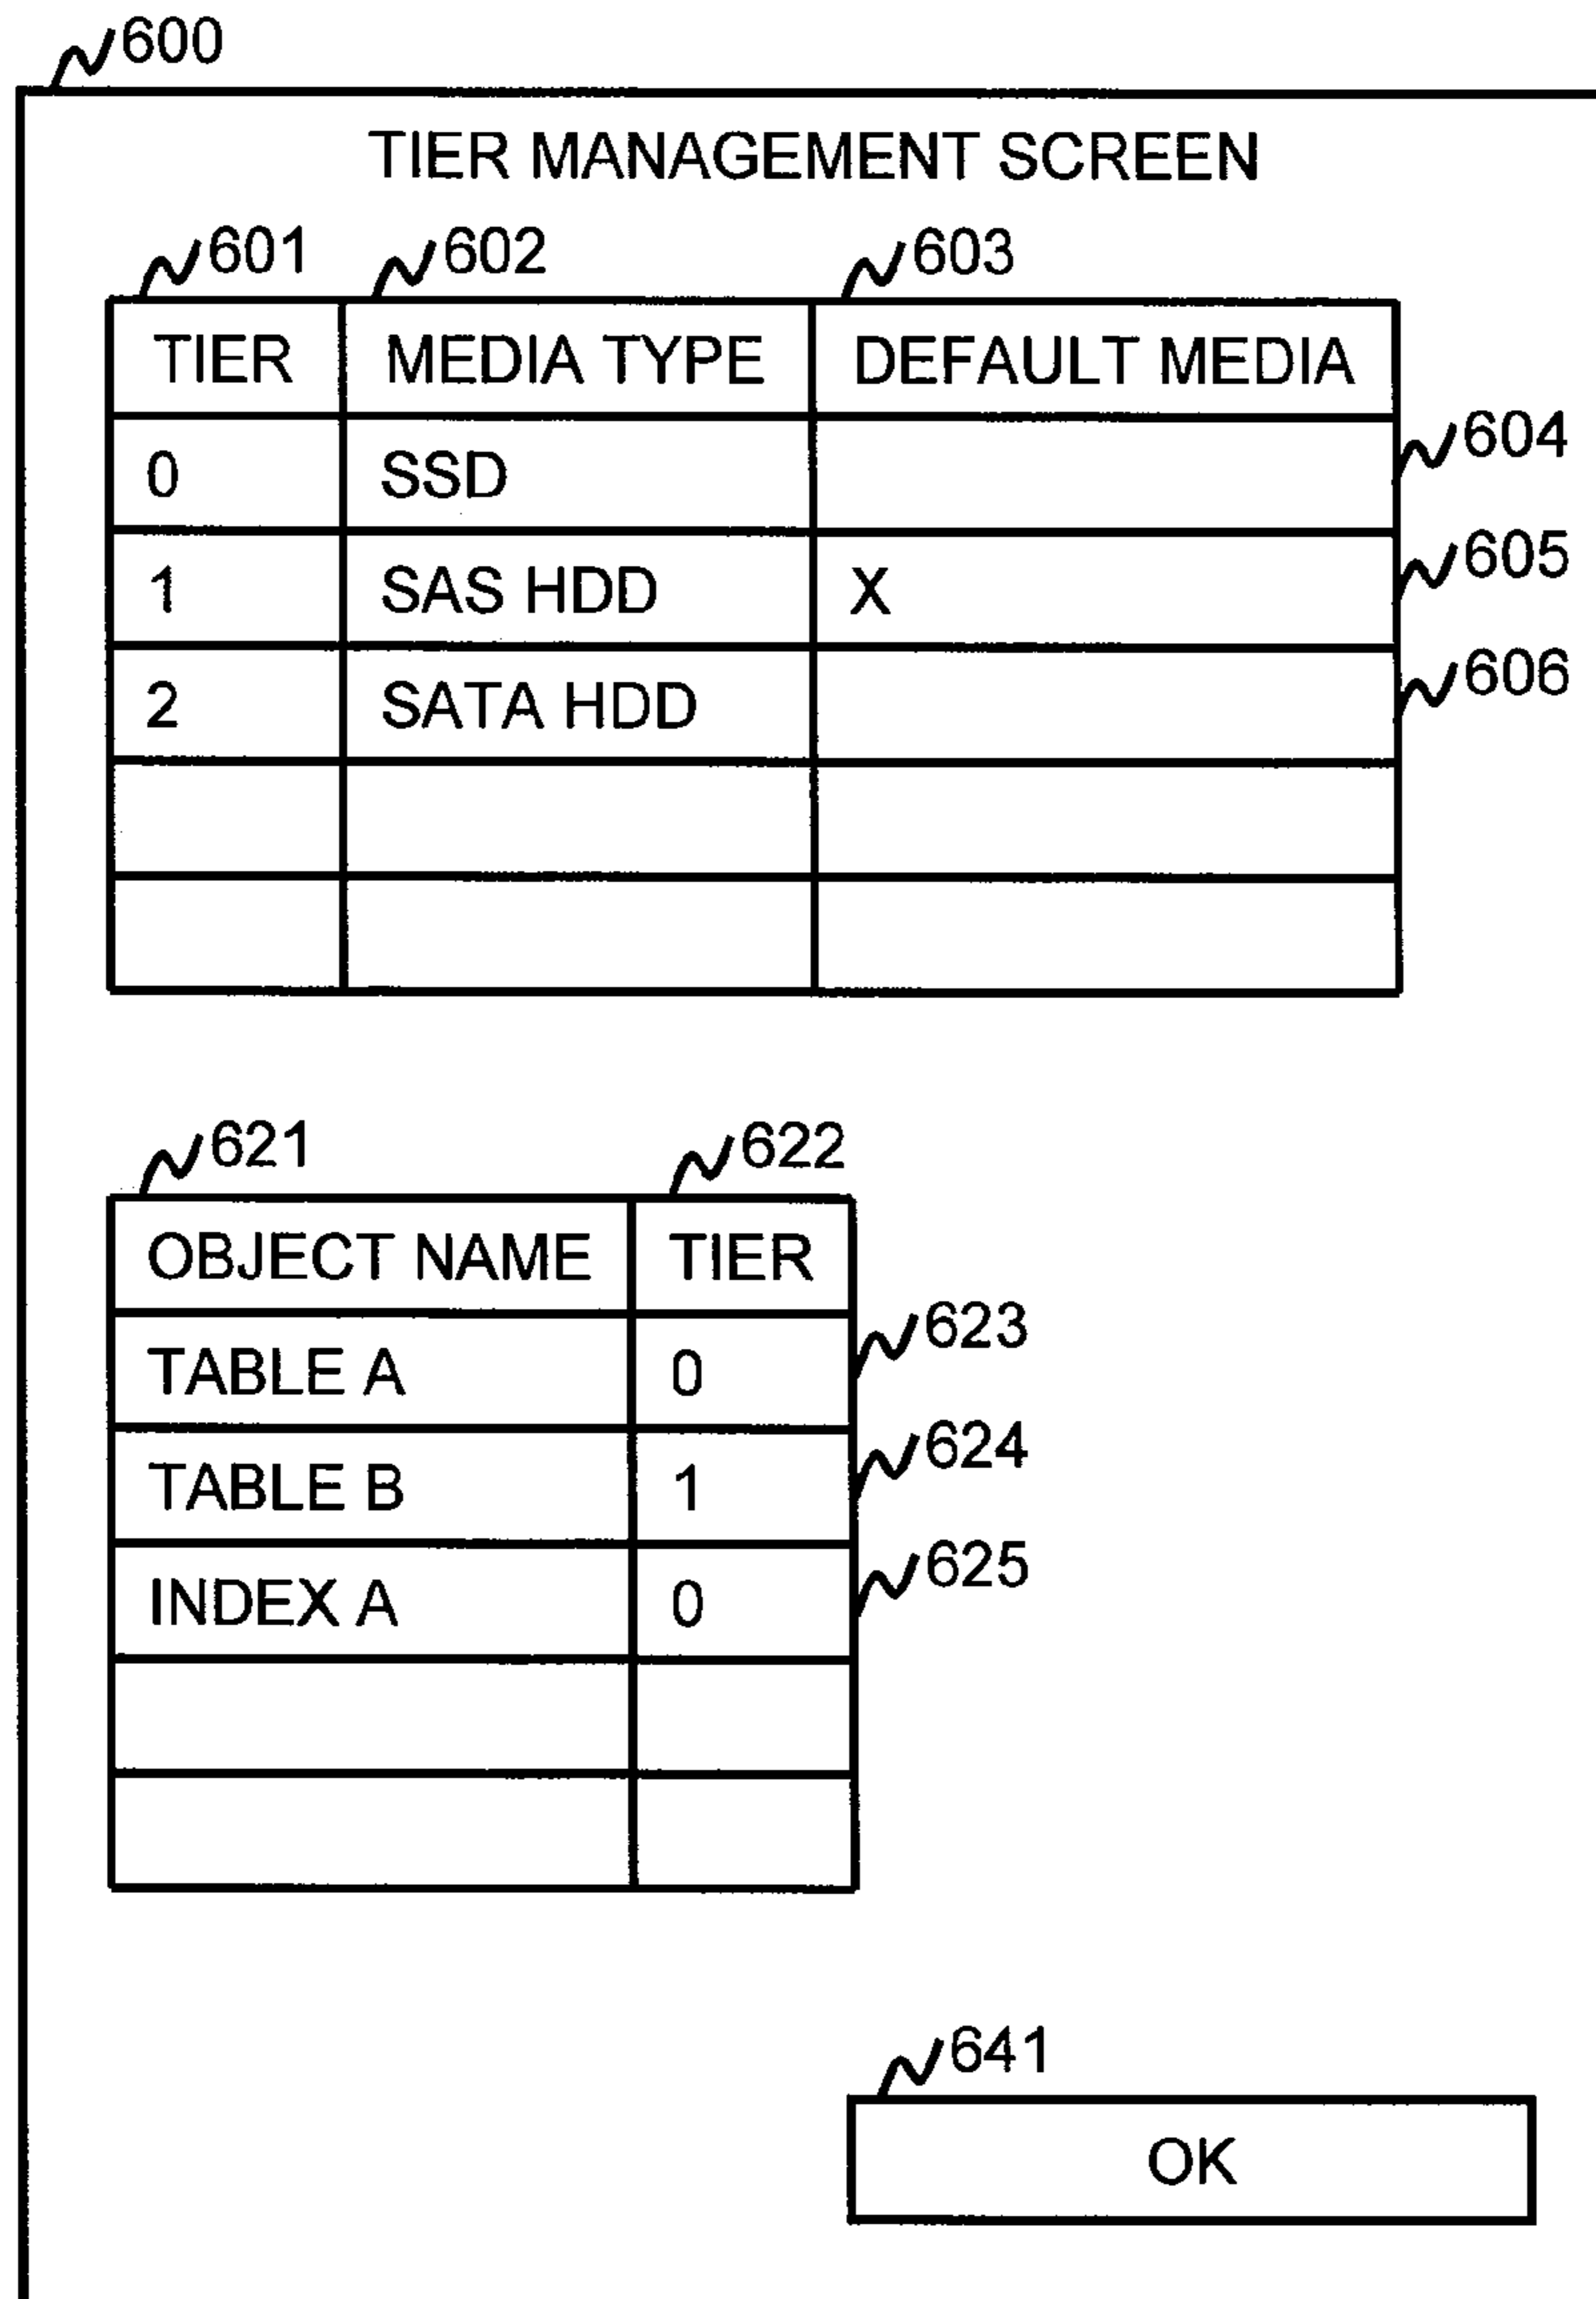 600
TIER MANAGEMENT SCREEN
601 602 603
TIER MEDIA TYPE DEFAULT MEDIA
0 SSD 604
1 SAS HDD X 605
2 SATA HDD 606
621 622
OBJECT NAME TIER
TABLE A 0 623
TABLE B 1 624
INDEX A 0 625
641
OK